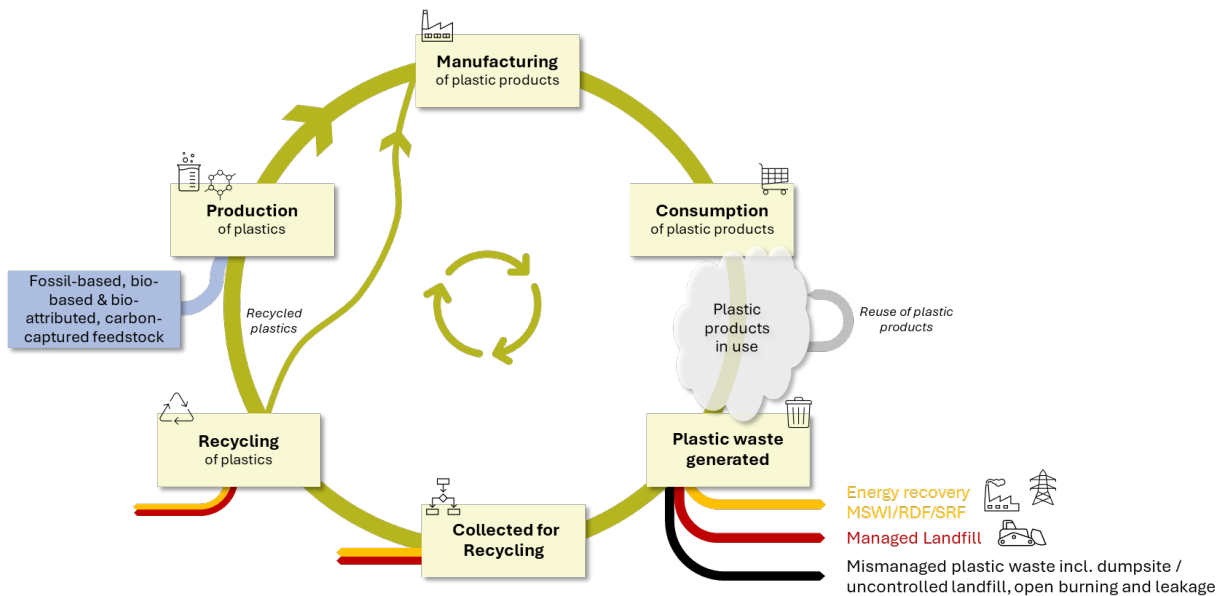 Manufacturing
of plastic products
Production
of plastics
Consumption
of plastic products
Fossil-based, bio-
based & bio-
attributed, carbon-
captured feedstock
Recycled
plastics
Plastic
products
in use
Reuse of plastic
products
Recycling
of plastics
Plastic waste
generated
Collected for
Recycling
Energy recovery
MSWI/RDF/SRF
Managed Landfill
Mismanaged plastic waste incl. dumpsite /
uncontrolled landfill, open burning and leakage